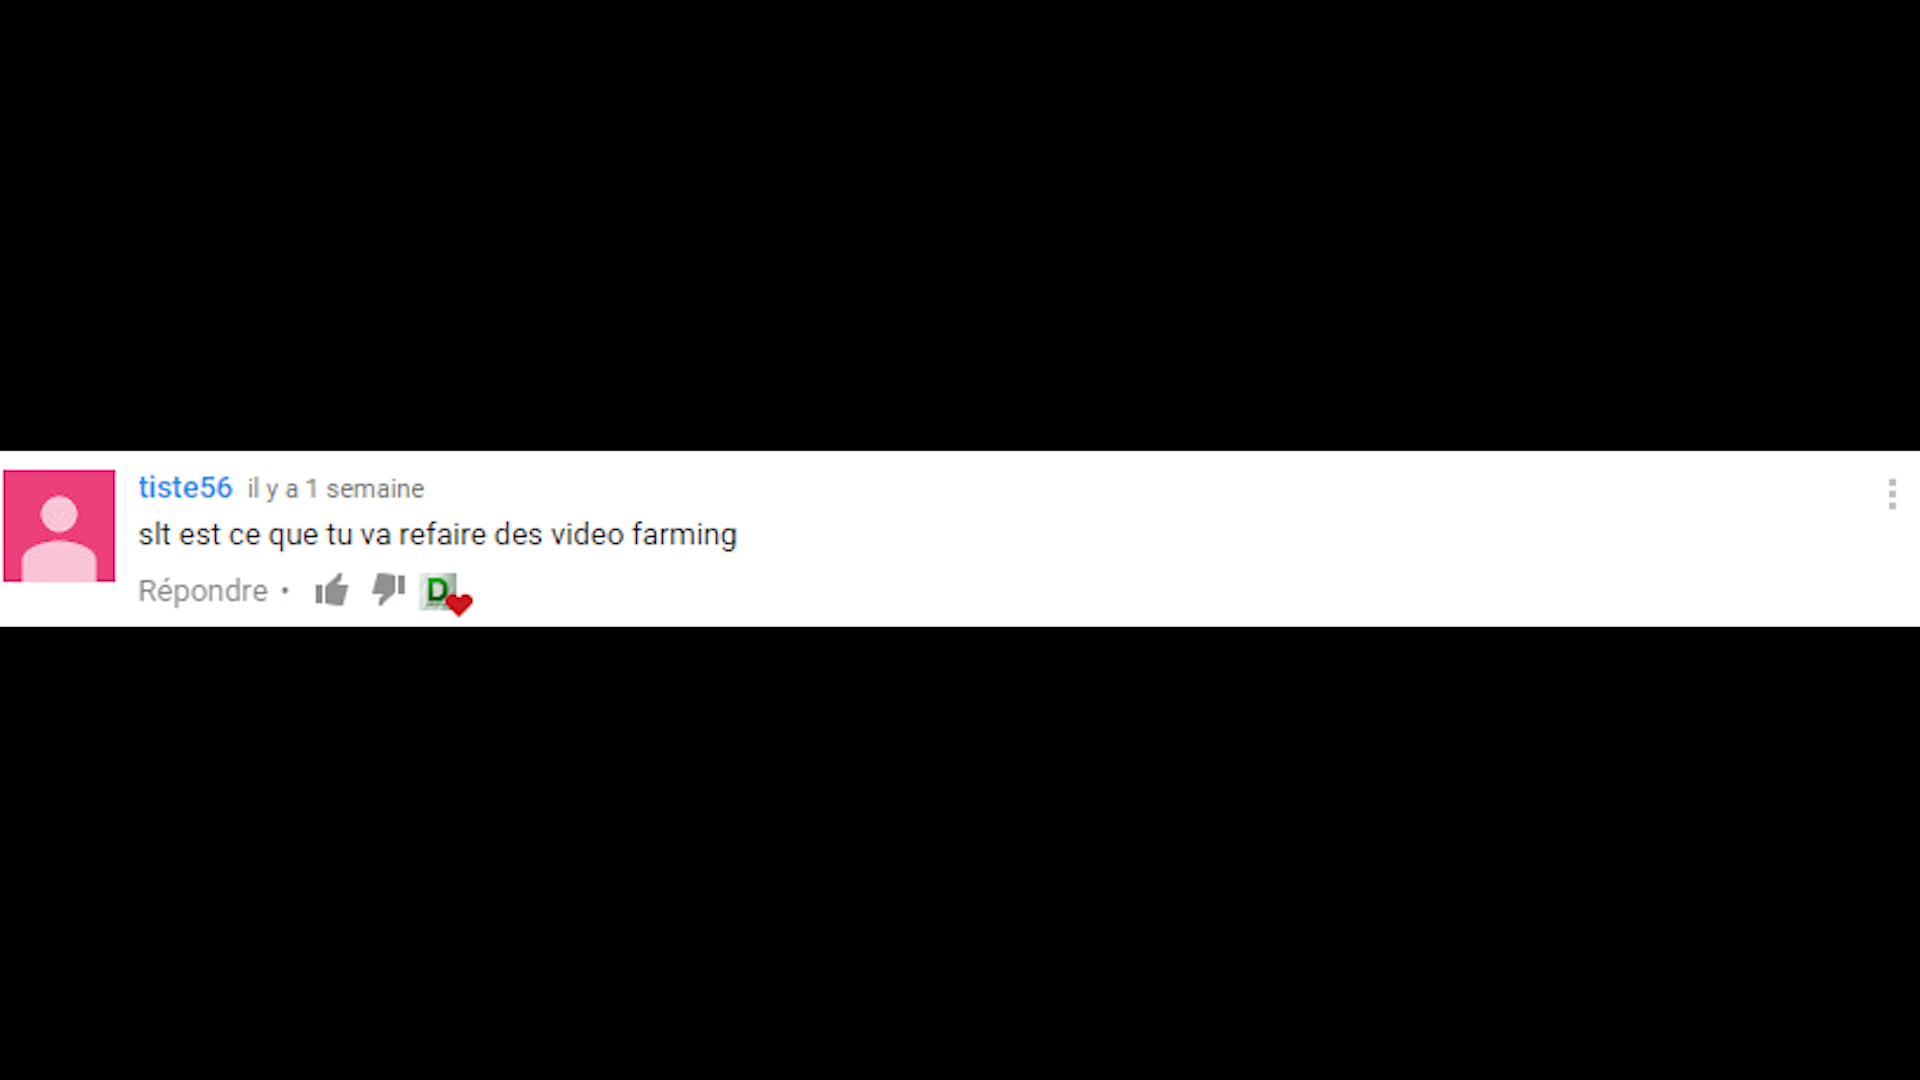 tiste56 il y a 1 semaine
slt est ce que tu va refaire des video farming
Répondre •
D